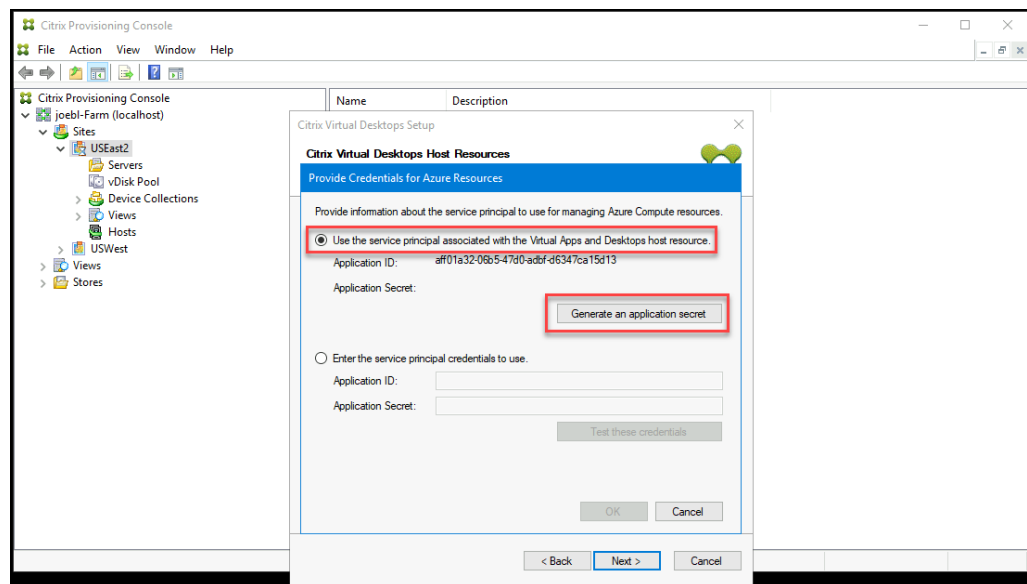 Citrix Provisioning Console
File Action View Window Help
Citrix Provisioning Console
joebl-Farm (localhost)
Sites
USEast2
Servers
vDisk Pool
Device Collections
Views
Hosts
USWest
Views
Stores
Name Description
Citrix Virtual Desktops Setup
Citrix Virtual Desktops Host Resources
Provide Credentials for Azure Resources
Provide information about the service principal to use for managing Azure Compute resources.
Use the service principal associated with the Virtual Apps and Desktops host resource.
Application ID: aff01a32-06b5-47d0-adbf-d6347ca15d13
Application Secret:
Generate an application secret
Enter the service principal credentials to use.
Application ID:
Application Secret:
Test these credentials
OK Cancel
< Back Next > Cancel